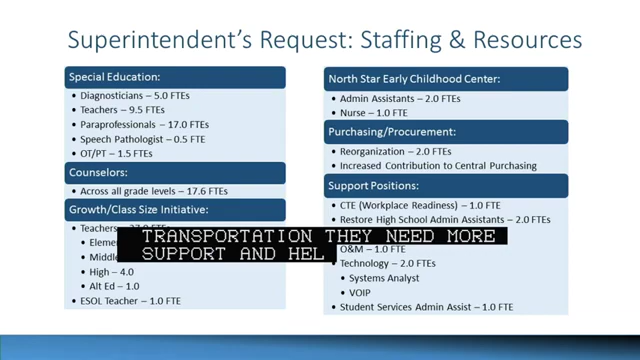 Superintendent's Request: Staffing & Resources
Special Education:
• Diagnosticians – 5.0 FTEs
• Teachers – 9.5 FTEs
• Paraprofessionals – 17.0 FTEs
• Speech Pathologist – 0.5 FTE
• OT/PT – 1.5 FTEs
Counselors:
• Across all grade levels – 17.6 FTEs
Growth/Class Size Initiative:
• Teachers
• Elemen
• Middle
• High – 4.0
• Alt Ed – 1.0
• ESOL Teacher – 1.0 FTE
North Star Early Childhood Center:
• Admin Assistants – 2.0 FTEs
• Nurse – 1.0 FTE
Purchasing/Procurement:
• Reorganization – 2.0 FTEs
• Increased Contribution to Central Purchasing
Support Positions:
• CTE (Workplace Readiness) – 1.0 FTE
• Restore High School Admin Assistants – 2.0 FTEs
O&M – 1.0 FTE
• Technology – 2.0 FTEs
• Systems Analyst
• VOIP
• Student Services Admin Assist – 1.0 FTE
TRANSPORTATION THEY NEED MORE
SUPPORT AND HEL